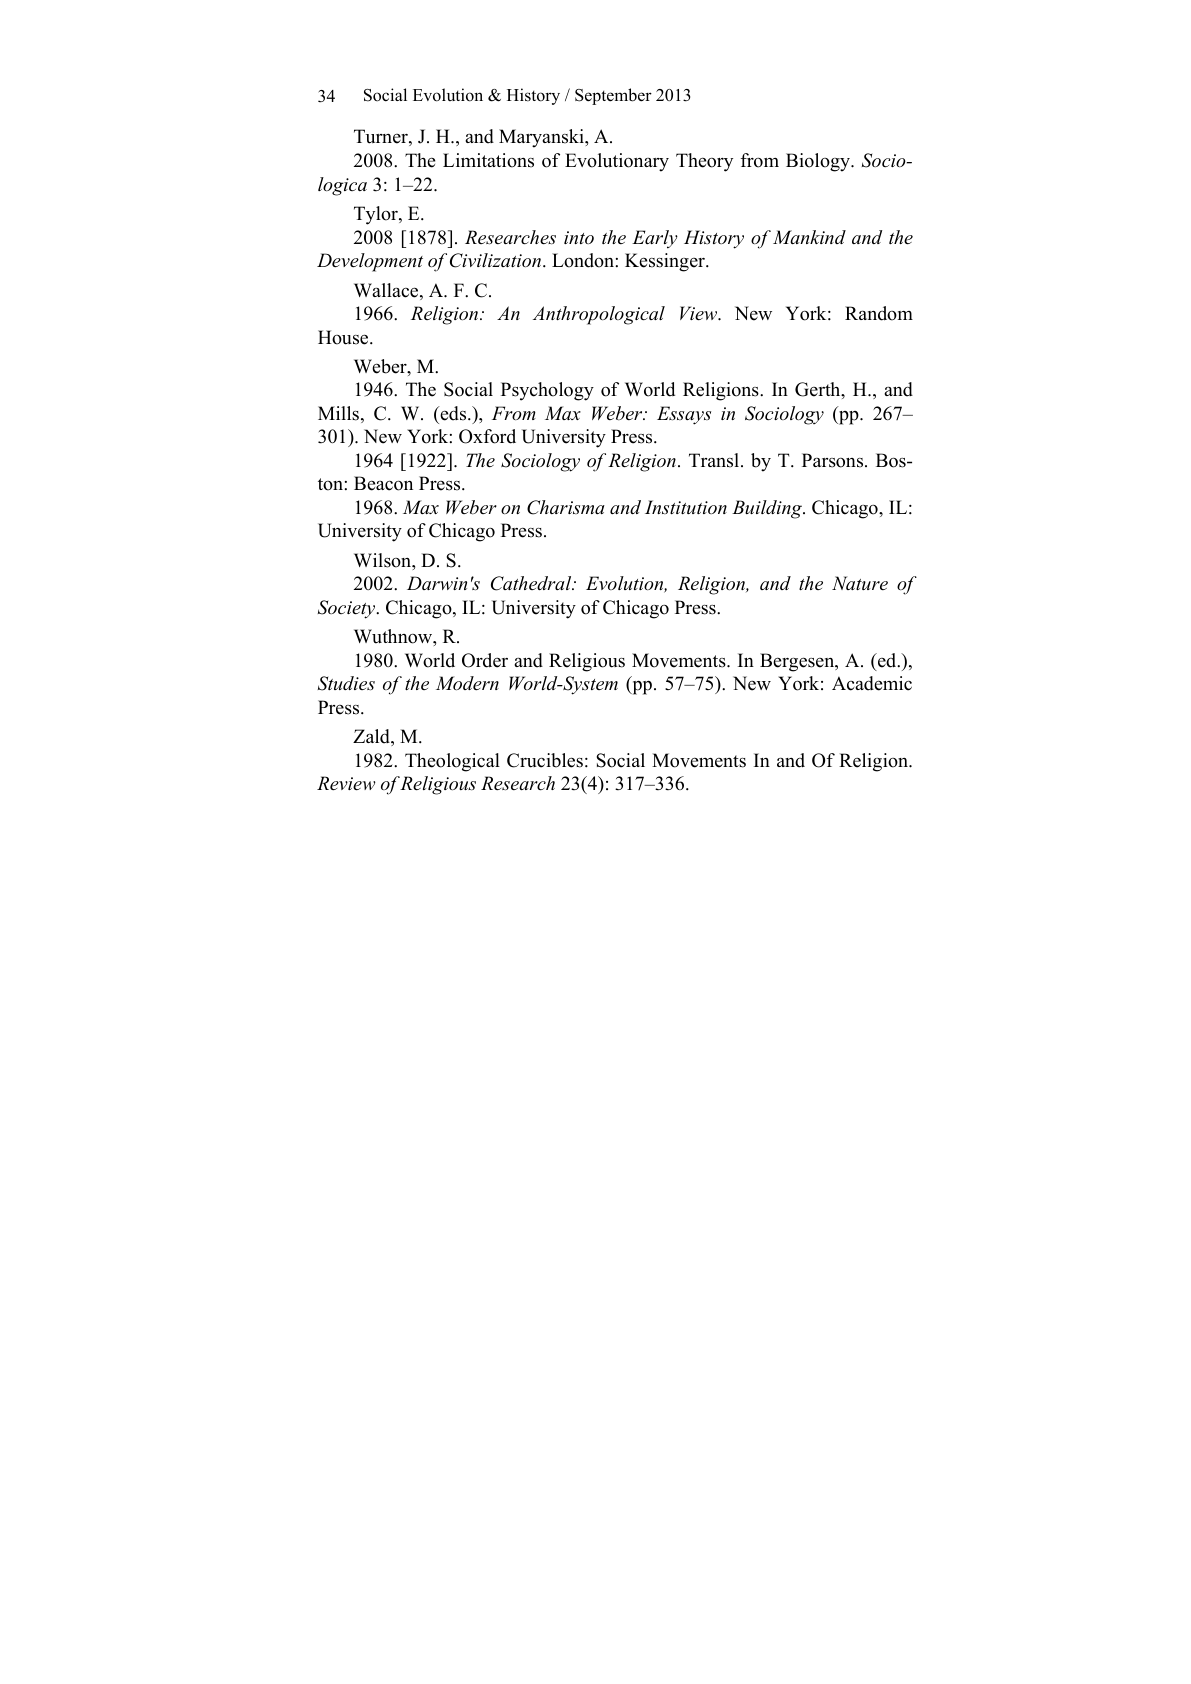 34 Social Evolution & History / September 2013
Turner, J. H., and Maryanski, A.
2008. The Limitations of Evolutionary Theory from Biology. Socio-
logica 3: 1–22.
Tylor, E.
2008 [1878]. Researches into the Early History of Mankind and the
Development of Civilization. London: Kessinger.
Wallace, A. F. C.
1966. Religion: An Anthropological View. New York: Random
House.
Weber, M.
1946. The Social Psychology of World Religions. In Gerth, H., and
Mills, C. W. (eds.), From Max Weber: Essays in Sociology (pp. 267–
301). New York: Oxford University Press.
1964 [1922]. The Sociology of Religion. Transl. by T. Parsons. Bos-
ton: Beacon Press.
1968. Max Weber on Charisma and Institution Building. Chicago, IL:
University of Chicago Press.
Wilson, D. S.
2002. Darwin's Cathedral: Evolution, Religion, and the Nature of
Society. Chicago, IL: University of Chicago Press.
Wuthnow, R.
1980. World Order and Religious Movements. In Bergesen, A. (ed.),
Studies of the Modern World-System (pp. 57–75). New York: Academic
Press.
Zald, M.
1982. Theological Crucibles: Social Movements In and Of Religion.
Review of Religious Research 23(4): 317–336.